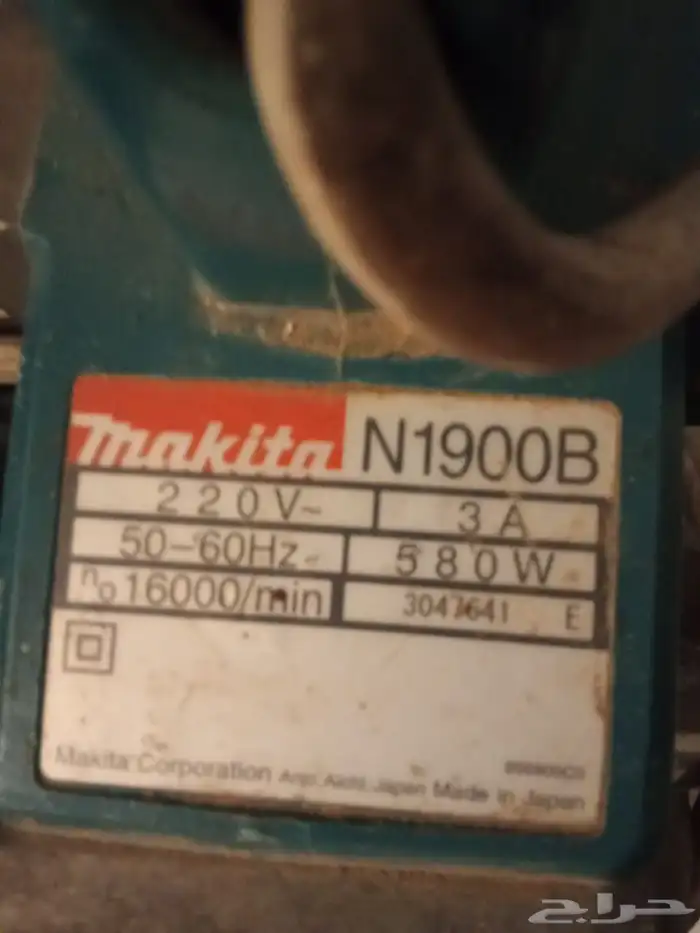 makita N1900B
220V~ 3A
50-60Hz 580W
n₀ 16000/min 3047641 E
Makita Corporation Anjo, Aichi, Japan Made in Japan
حراج